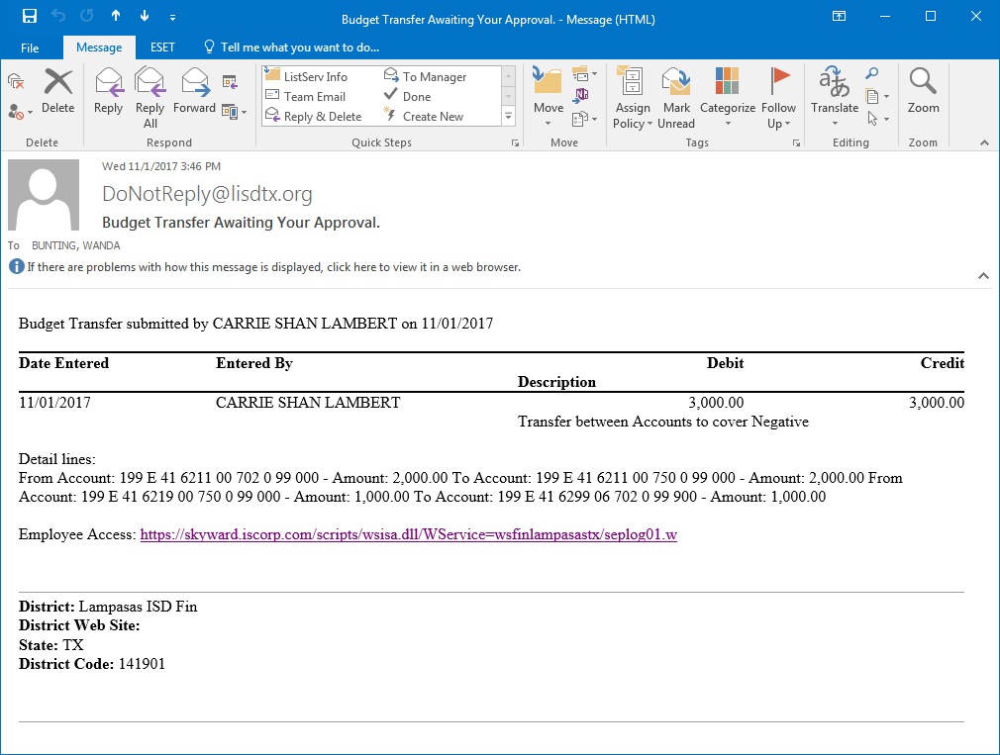 Budget Transfer Awaiting Your Approval. - Message (HTML)
File Message ESET Tell me what you want to do...
ListServ Info To Manager
Team Email Done
Reply & Delete Create New
Delete Reply Reply All Forward Move Assign Policy Mark Unread Categorize Follow Up Translate Zoom
Delete Respond Quick Steps Move Tags Editing Zoom
Wed 11/1/2017 3:46 PM
DoNotReply@lisdtx.org
Budget Transfer Awaiting Your Approval.
To BUNTING, WANDA
If there are problems with how this message is displayed, click here to view it in a web browser.
Budget Transfer submitted by CARRIE SHAN LAMBERT on 11/01/2017
Date Entered Entered By Debit Credit
Description
11/01/2017 CARRIE SHAN LAMBERT 3,000.00 3,000.00
Transfer between Accounts to cover Negative
Detail lines:
From Account: 199 E 41 6211 00 702 0 99 000 - Amount: 2,000.00 To Account: 199 E 41 6211 00 750 0 99 000 - Amount: 2,000.00 From
Account: 199 E 41 6219 00 750 0 99 000 - Amount: 1,000.00 To Account: 199 E 41 6299 06 702 0 99 900 - Amount: 1,000.00
Employee Access: https://skyward.iscorp.com/scripts/wsisa.dll/WService=wsfinlampasastx/seplog01.w
District: Lampasas ISD Fin
District Web Site:
State: TX
District Code: 141901